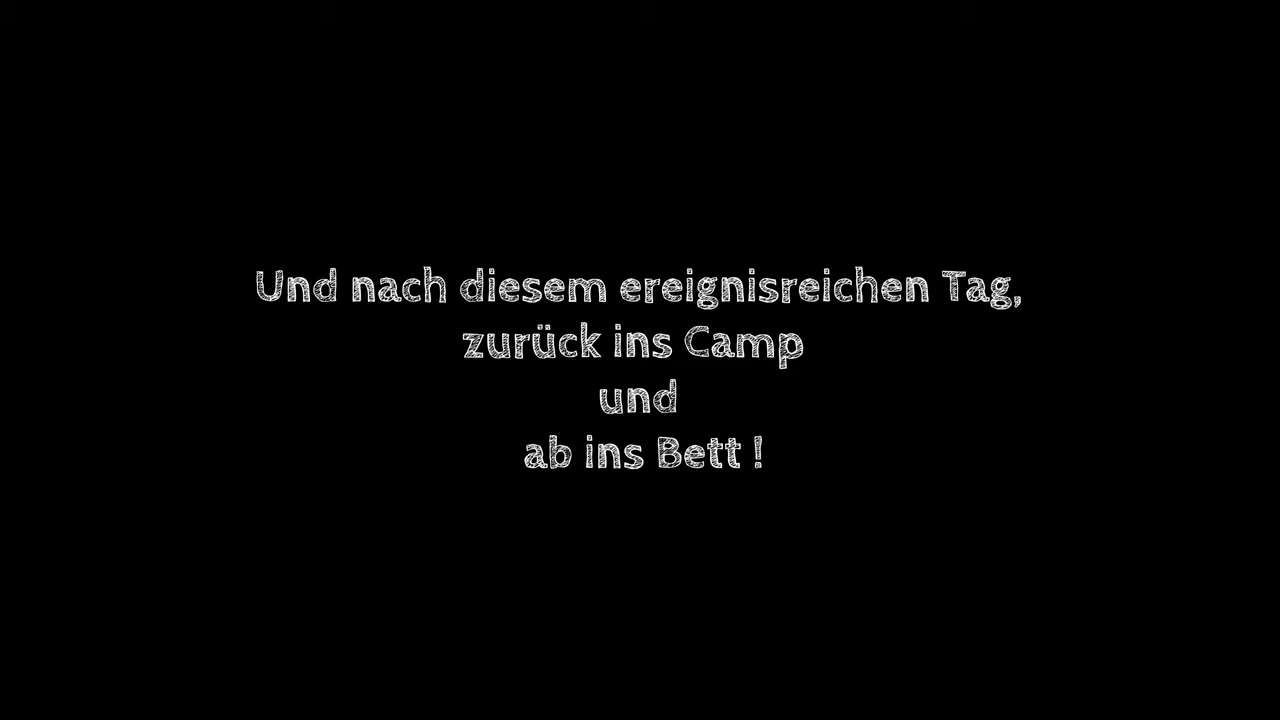 Und nach diesem ereignisreichen Tag,
zurück ins Camp
und
ab ins Bett !